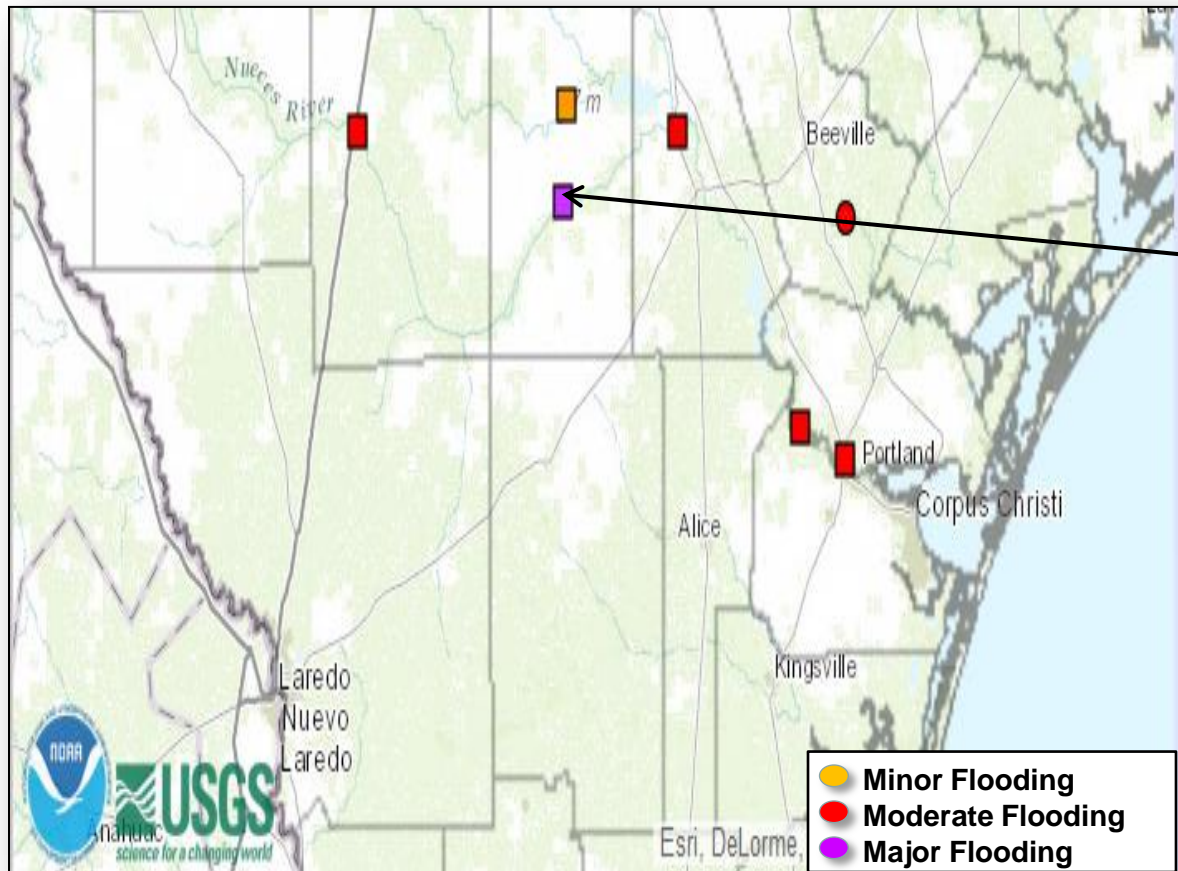 Nueces
River
-m
Beeville
Portland
Corpus Christi
Alice
Kingsville
Laredo
Nuevo
Laredo
NOAA
USGS
science for a changing world
Anahuac
Esri, DeLorme,
Minor Flooding
Moderate Flooding
Major Flooding